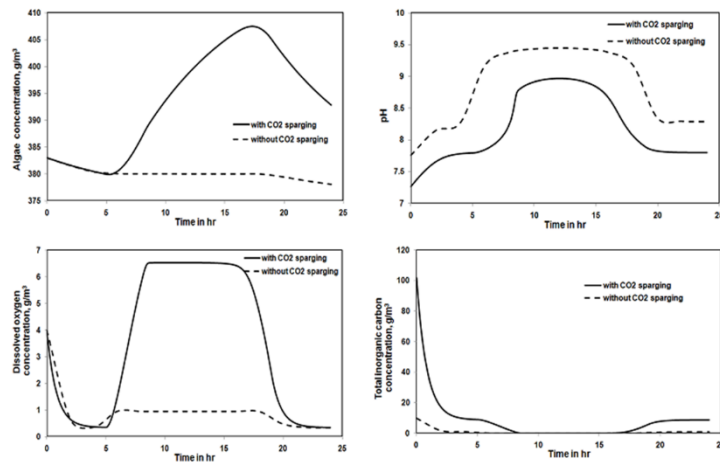 410
405
400
395
390
385
380
375
Algae concentration, g/m³
with CO2 sparging
without CO2 sparging
0 5 10 15 20 25
Time in hr
10
9.5
9
8.5
8
7.5
7
pH
with CO2 sparging
without CO2 sparging
0 5 10 15 20 25
Time in hr
7
6
5
4
3
2
1
0
Dissolved oxygen
concentration, g/m³
with CO2 sparging
without CO2 sparging
0 5 10 15 20 25
Time in hr
120
100
80
60
40
20
0
Total inorganic carbon
concentration, g/m³
with CO2 sparging
without CO2 sparging
0 5 10 15 20 25
Time in hr